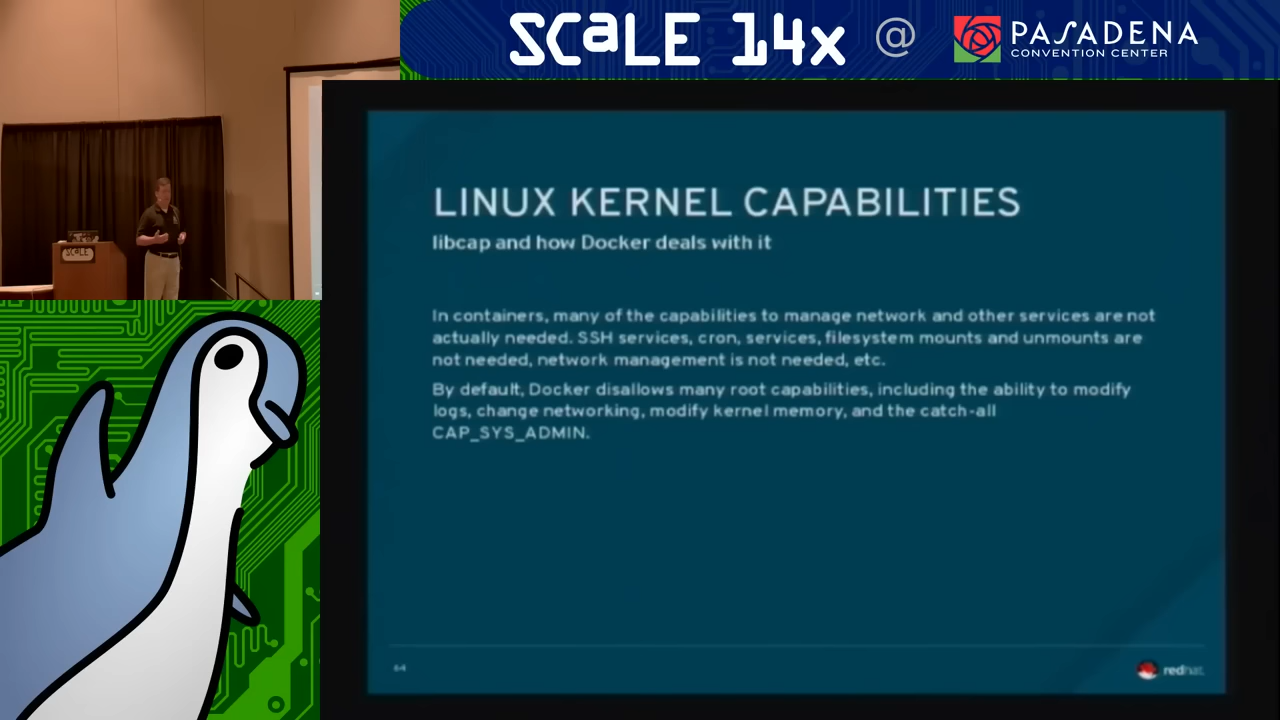 SCALE 14x @ PASADENA
CONVENTION CENTER
SCALE
LINUX KERNEL CAPABILITIES
libcap and how Docker deals with it
In containers, many of the capabilities to manage network and other services are not
actually needed. SSH services, cron, services, filesystem mounts and unmounts are
not needed, network management is not needed, etc.
By default, Docker disallows many root capabilities, including the ability to modify
logs, change networking, modify kernel memory, and the catch-all
CAP_SYS_ADMIN.
64
redhat.